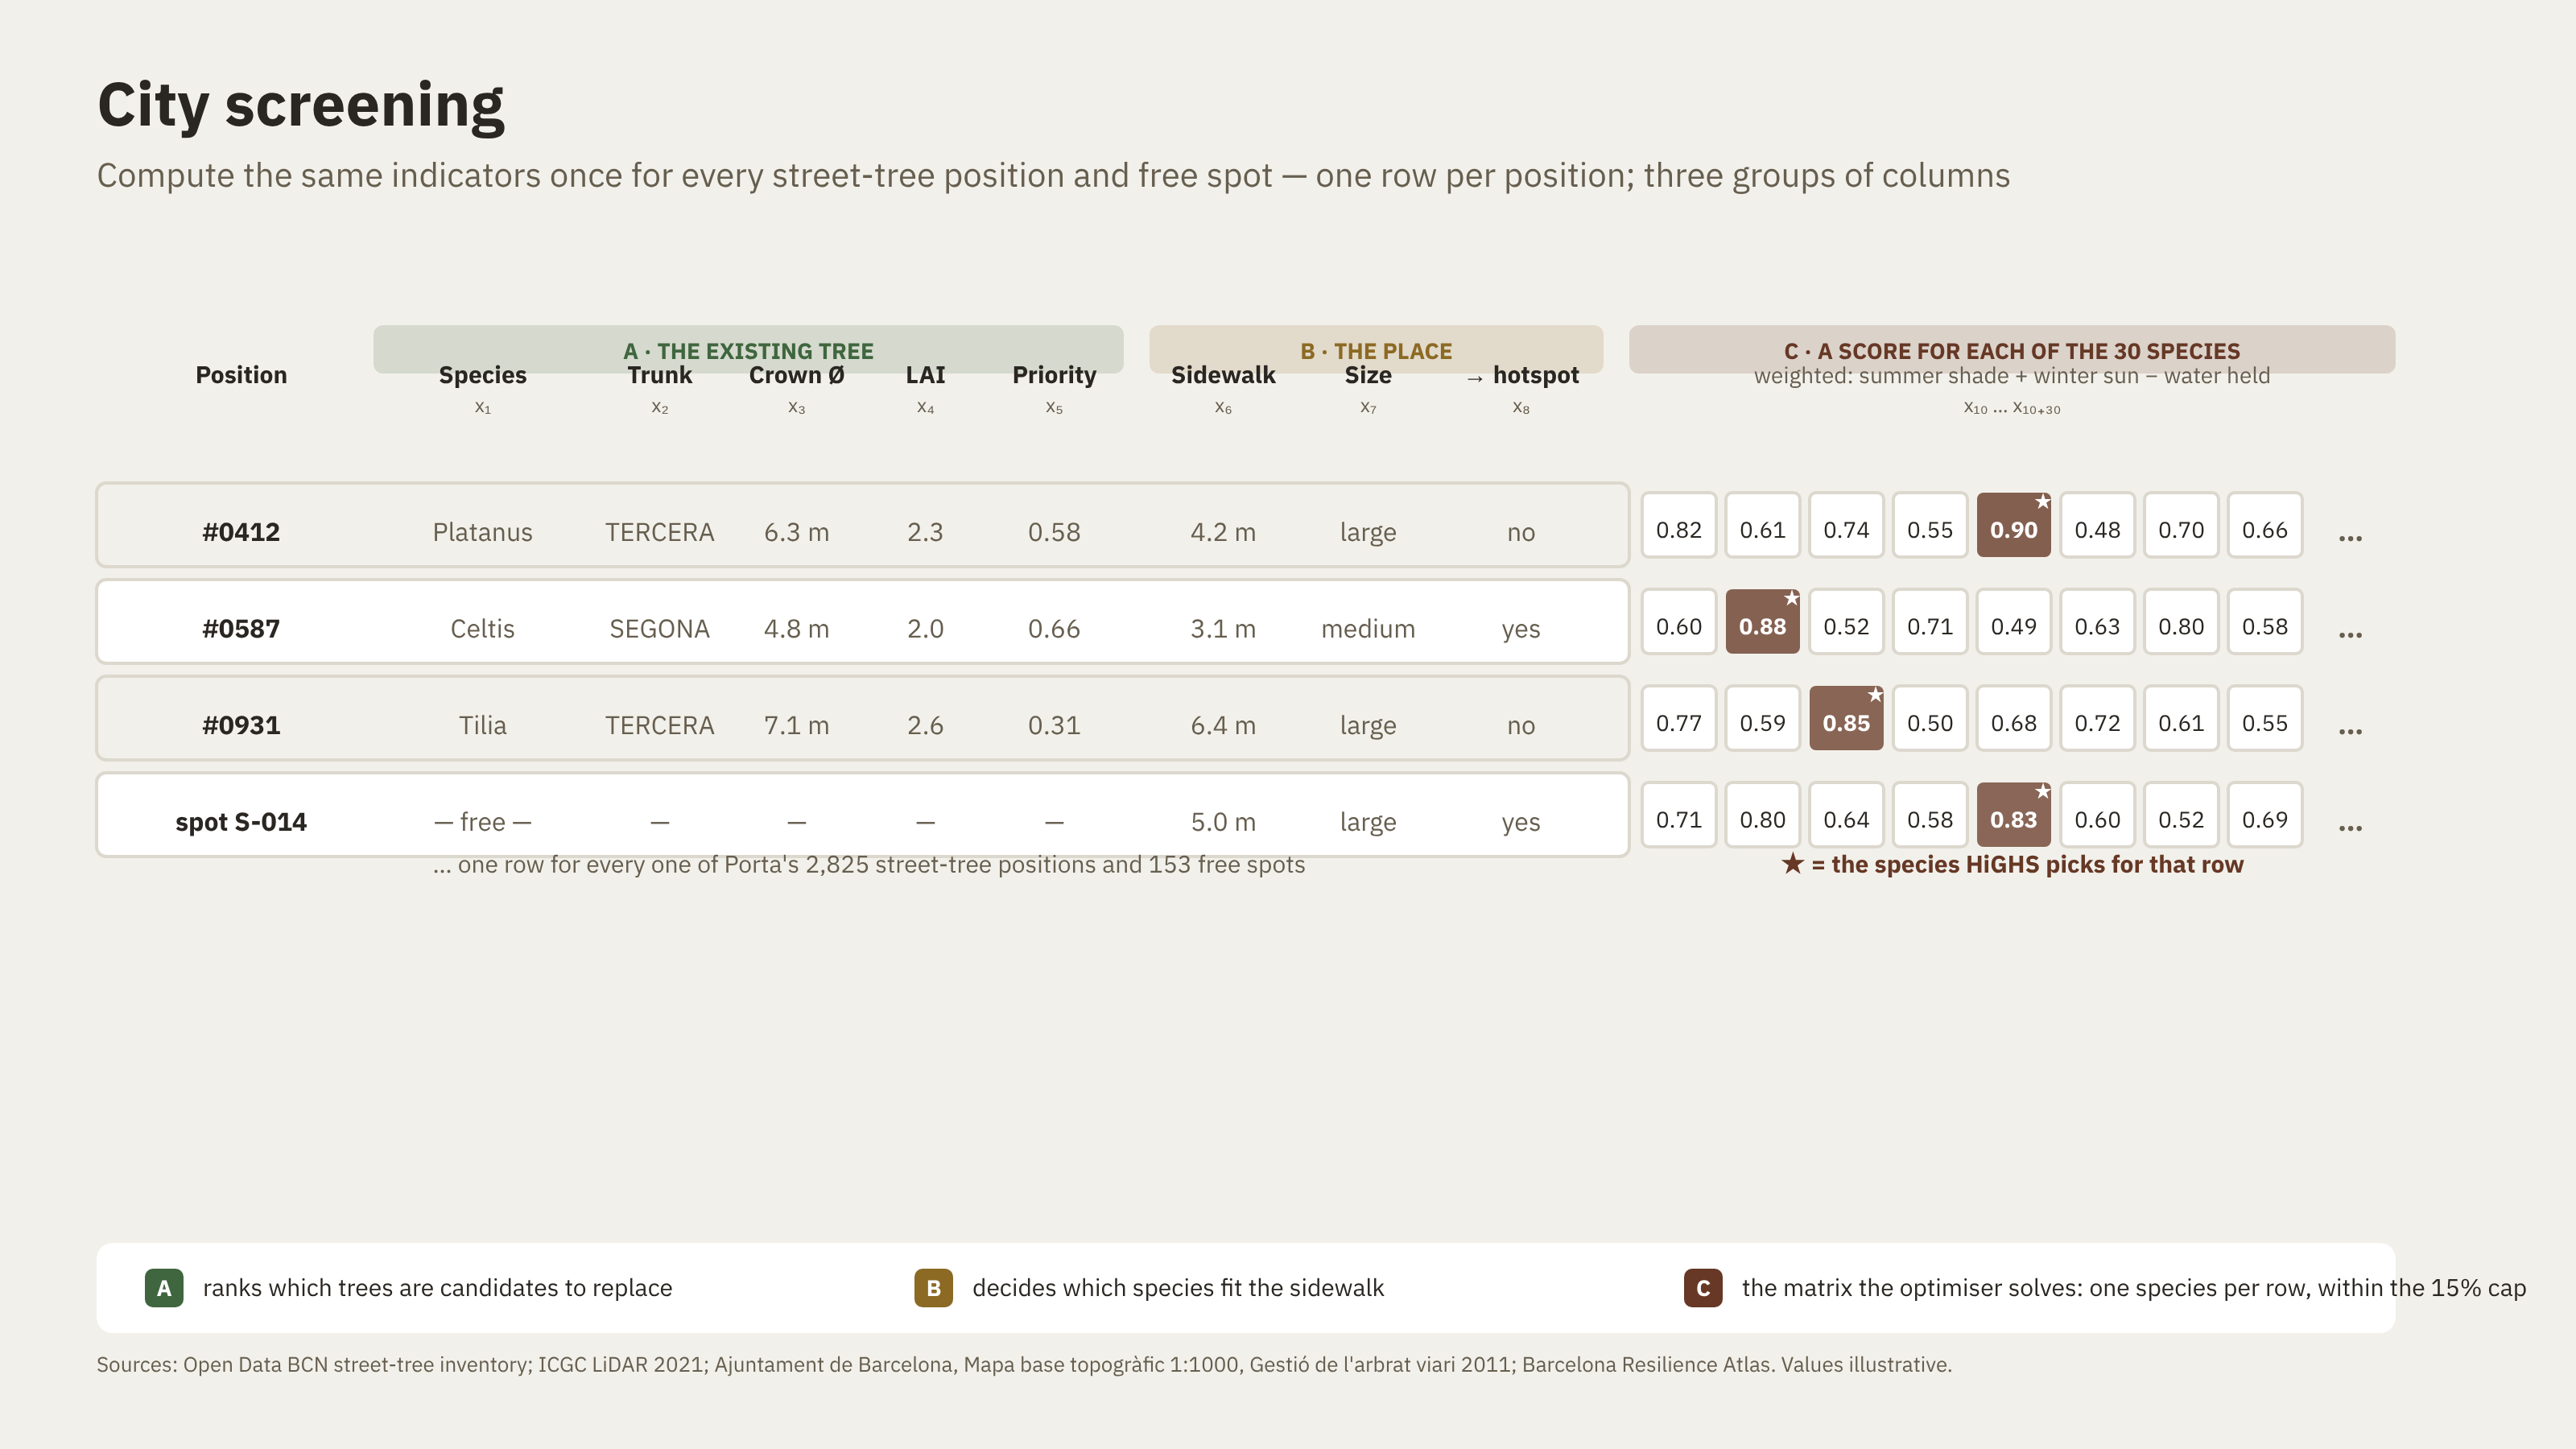 City screening
Compute the same indicators once for every street-tree position and free spot — one row per position; three groups of columns
A · THE EXISTING TREE B · THE PLACE C · A SCORE FOR EACH OF THE 30 SPECIES
Position Species Trunk Crown Ø LAI Priority Sidewalk Size → hotspot weighted: summer shade + winter sun – water held
x₁ x₂ x₃ x₄ x₅ x₆ x₇ x₈ x₁₀ ... x₁₀₊₃₀
#0412 Platanus TERCERA 6.3 m 2.3 0.58 4.2 m large no 0.82 0.61 0.74 0.55 0.90 ★ 0.48 0.70 0.66 ...
#0587 Celtis SEGONA 4.8 m 2.0 0.66 3.1 m medium yes 0.60 0.88 ★ 0.52 0.71 0.49 0.63 0.80 0.58 ...
#0931 Tilia TERCERA 7.1 m 2.6 0.31 6.4 m large no 0.77 0.59 0.85 ★ 0.50 0.68 0.72 0.61 0.55 ...
spot S-014 — free — — — — — 5.0 m large yes 0.71 0.80 0.64 0.58 0.83 ★ 0.60 0.52 0.69 ...
... one row for every one of Porta's 2,825 street-tree positions and 153 free spots ★ = the species HiGHS picks for that row
A ranks which trees are candidates to replace B decides which species fit the sidewalk C the matrix the optimiser solves: one species per row, within the 15% cap
Sources: Open Data BCN street-tree inventory; ICGC LiDAR 2021; Ajuntament de Barcelona, Mapa base topogràfic 1:1000, Gestió de l'arbrat viari 2011; Barcelona Resilience Atlas. Values illustrative.